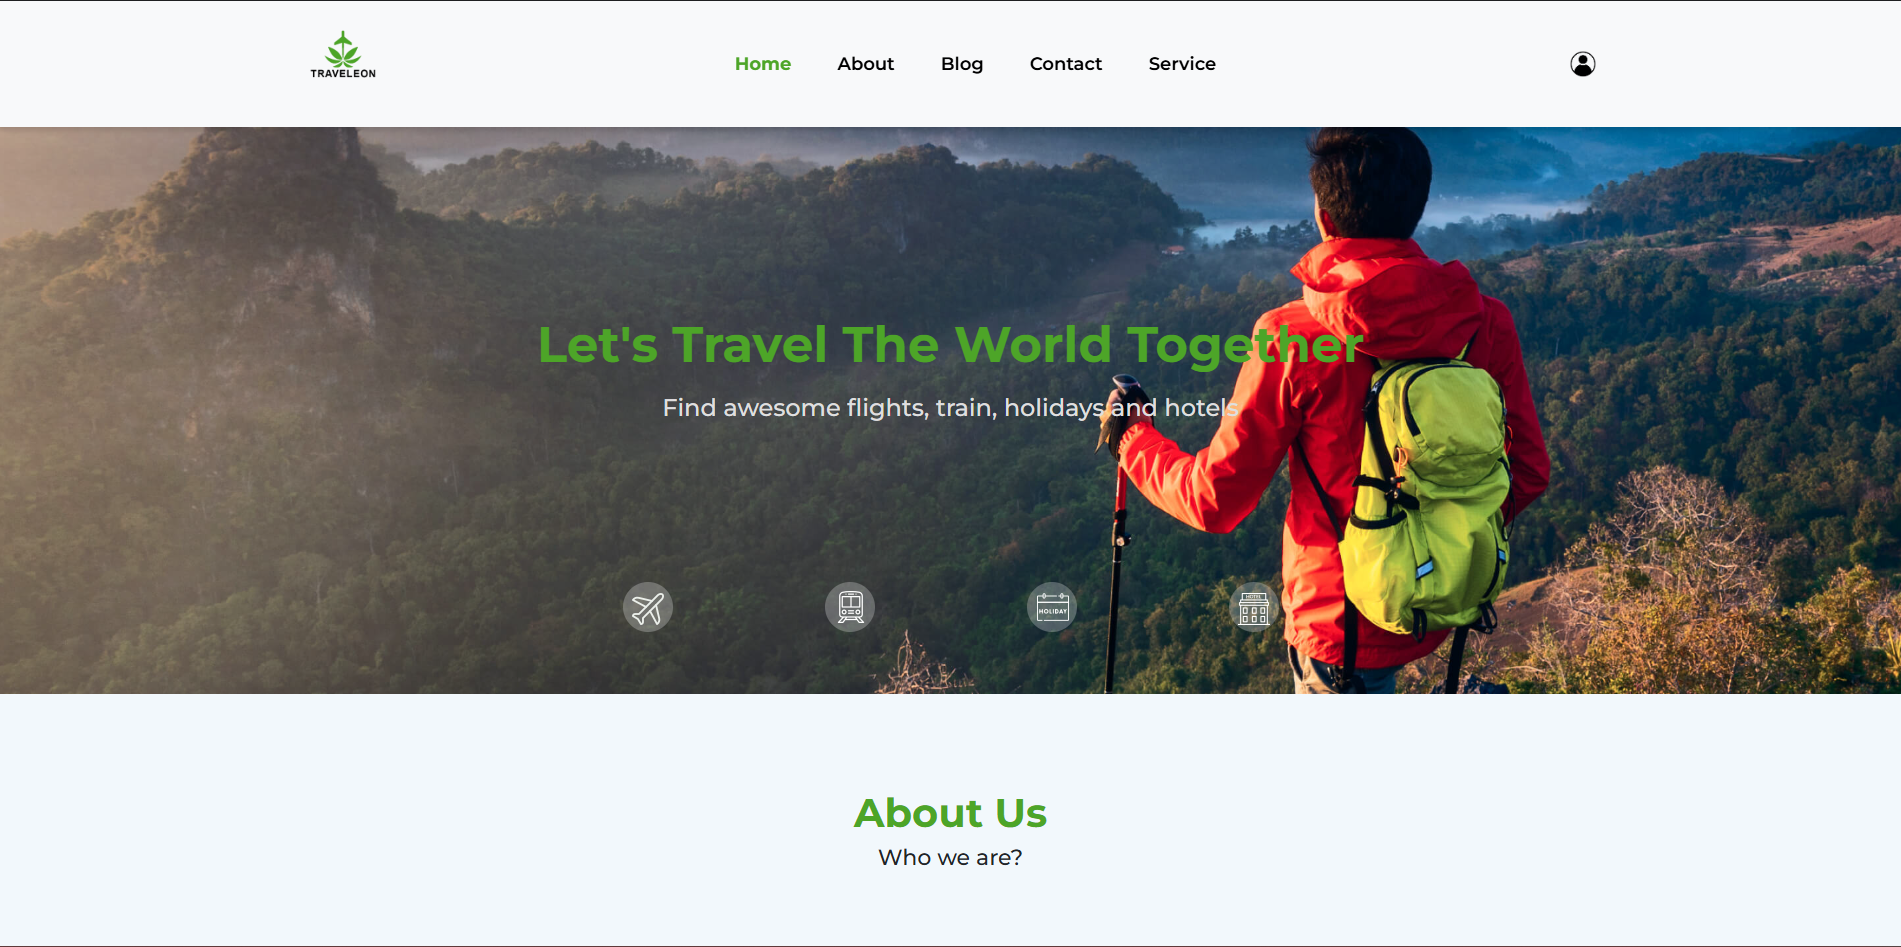 TRAVELEON
Home About Blog Contact Service
Let's Travel The World Together
Find awesome flights, train, holidays and hotels
HOLIDAY
HOTEL
About Us
Who we are?